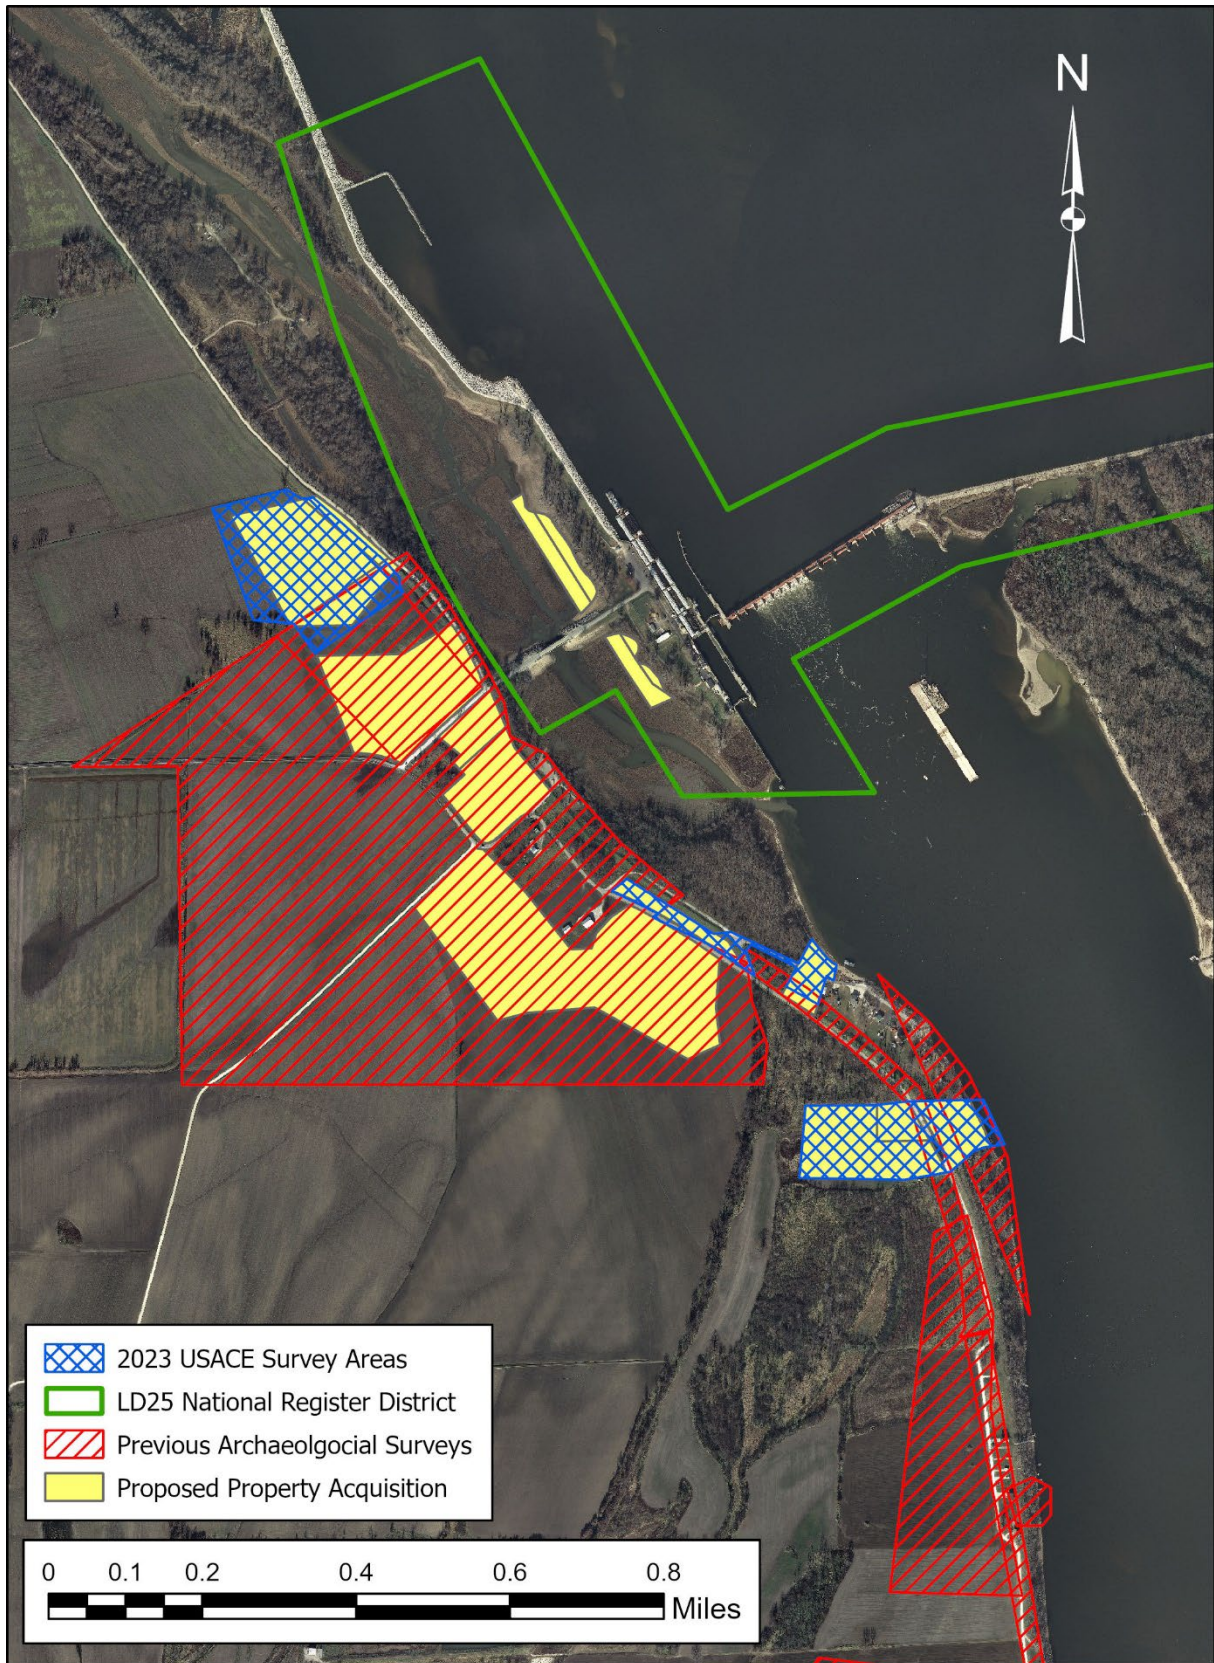 N
2023 USACE Survey Areas
LD25 National Register District
Previous Archaeolgocial Surveys
Proposed Property Acquisition
0 0.1 0.2 0.4 0.6 0.8
Miles